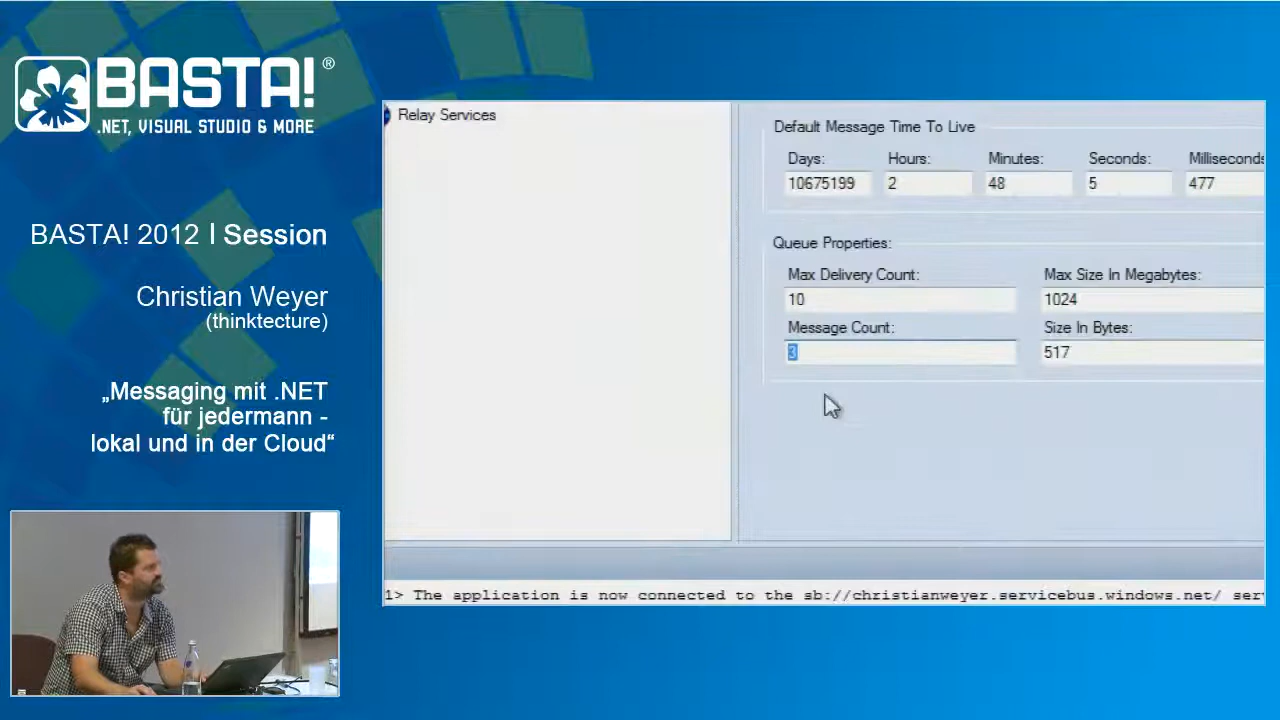 BASTA!®
.NET, VISUAL STUDIO & MORE
BASTA! 2012 I Session
Christian Weyer
(thinktecture)
„Messaging mit .NET
für jedermann -
lokal und in der Cloud“
Relay Services
Default Message Time To Live
Days: Hours: Minutes: Seconds: Milliseconds
10675199 2 48 5 477
Queue Properties:
Max Delivery Count: Max Size In Megabytes:
10 1024
Message Count: Size In Bytes:
3 517
1> The application is now connected to the sb://christianweyer.servicebus.windows.net/ ser